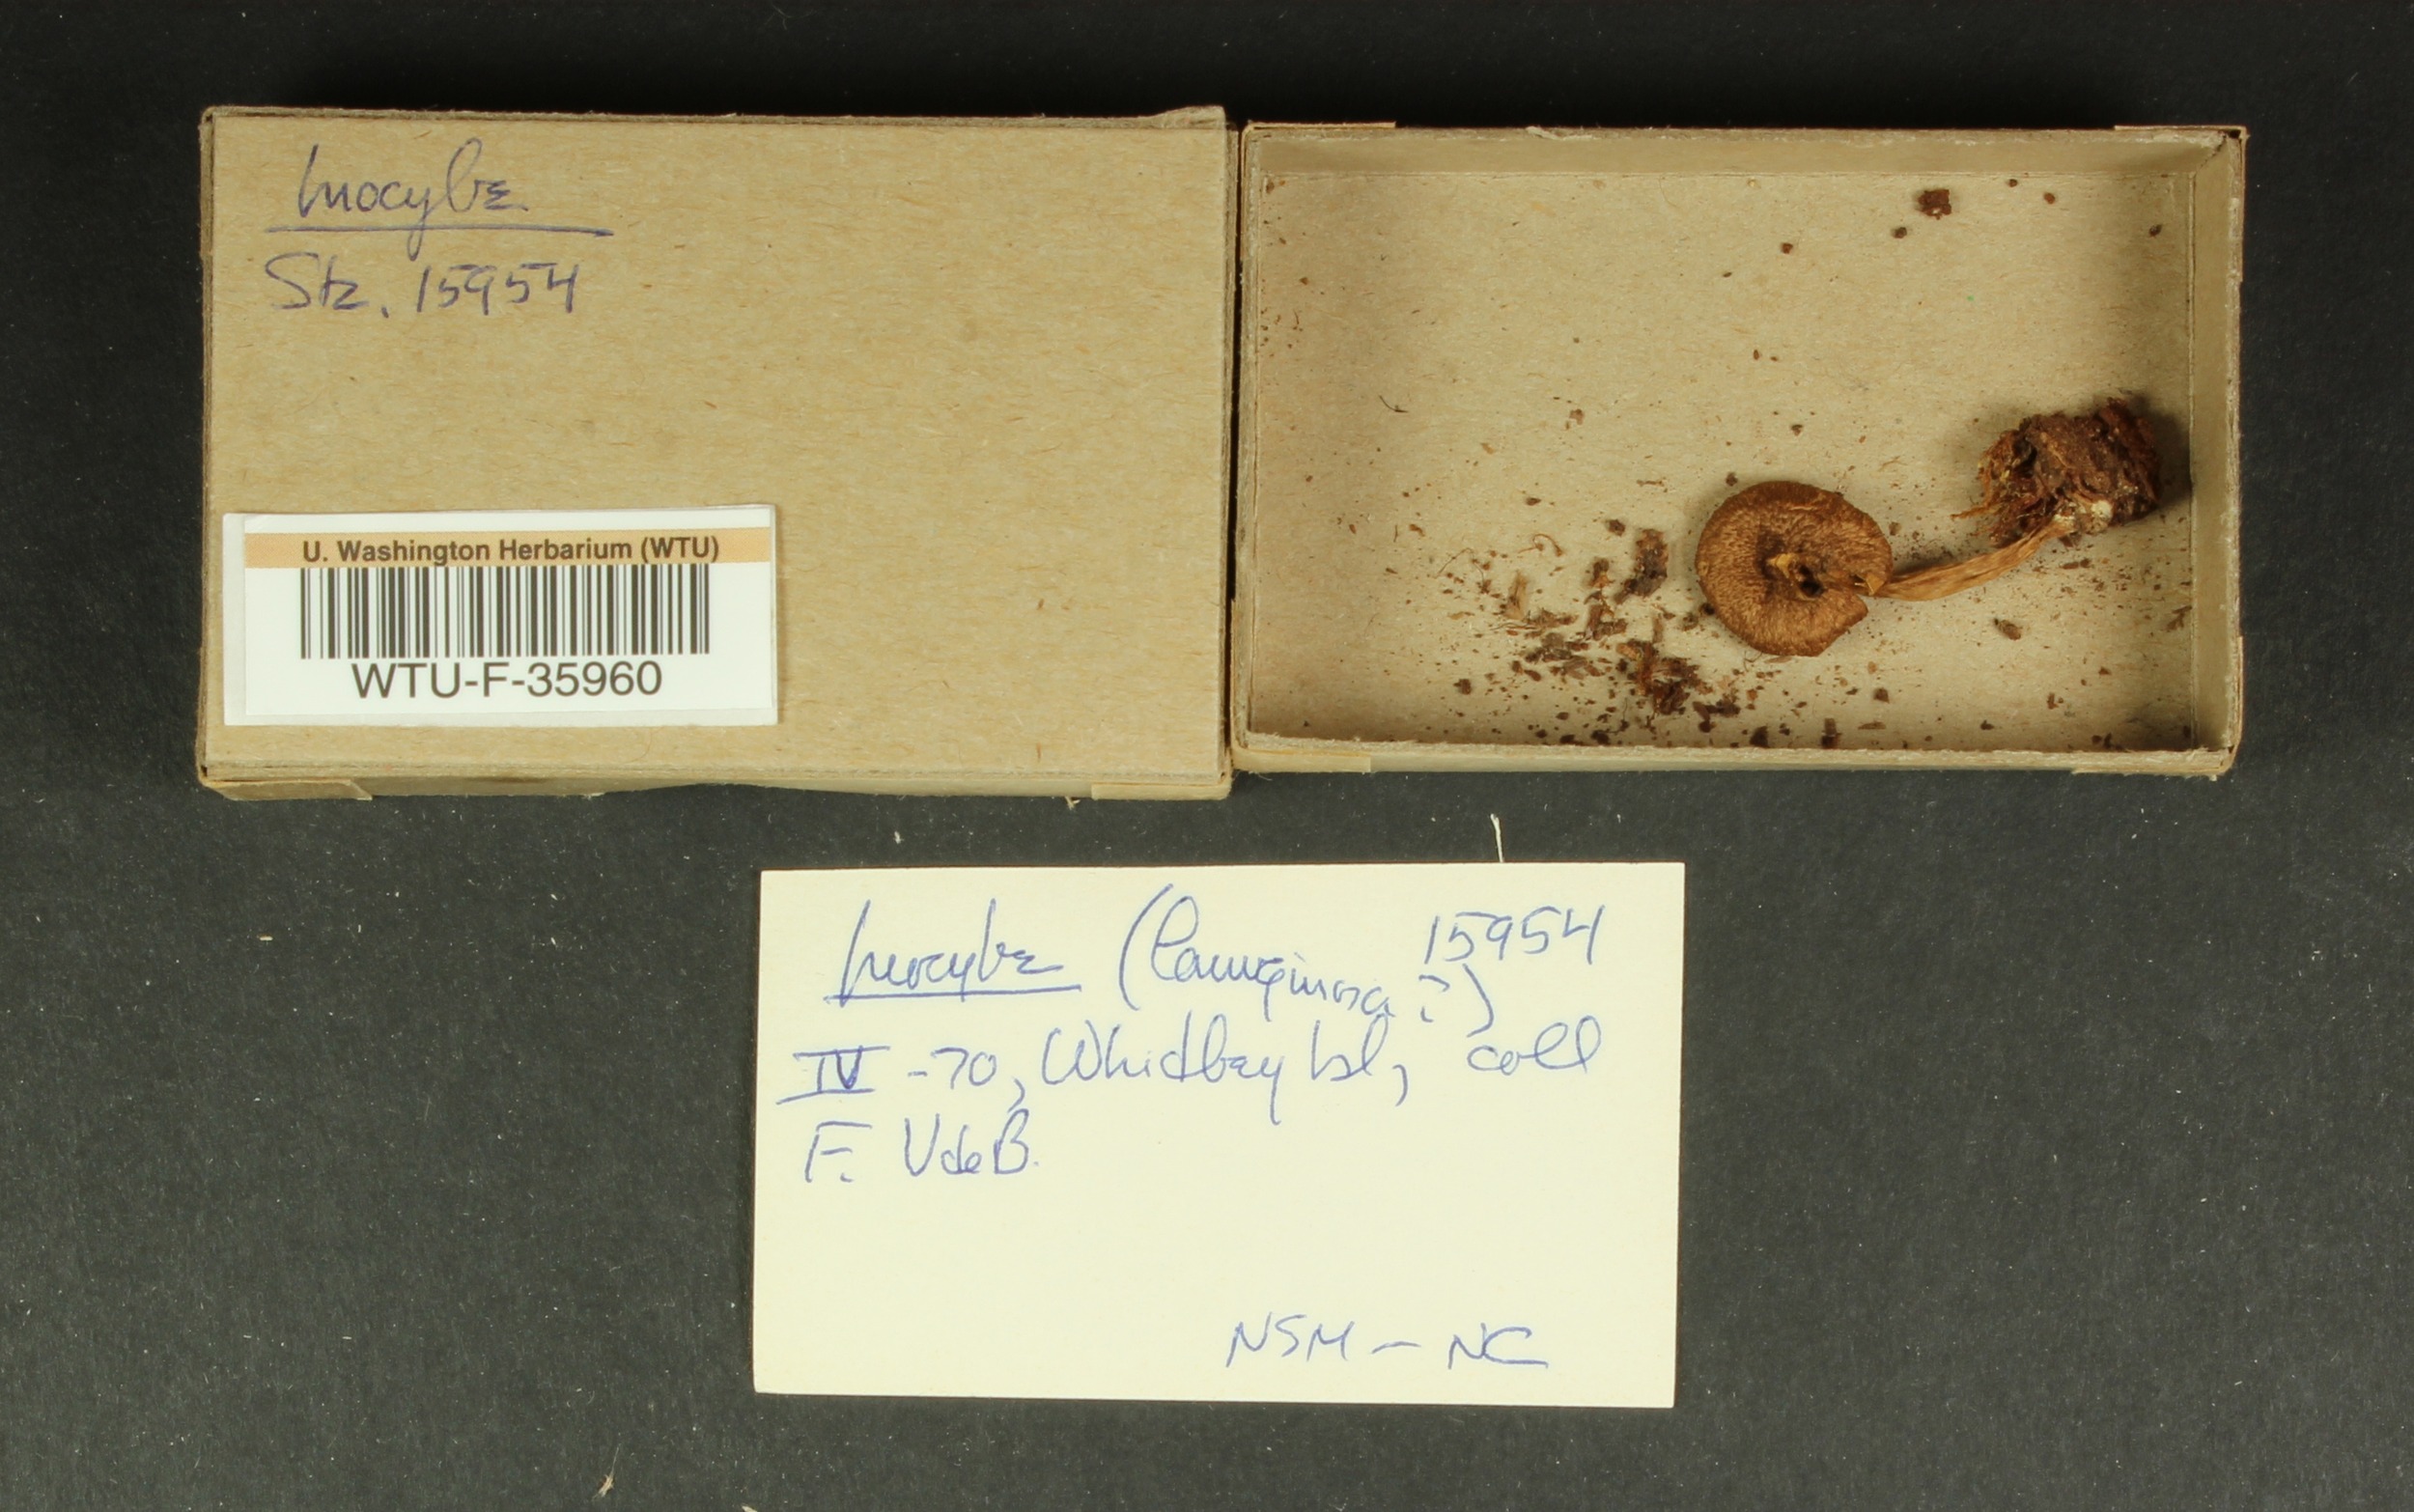 Inocybe
Stz. 15954
U. Washington Herbarium (WTU)
WTU-F-35960
15954
Inocybe (lanuginosa?)
IV -70, Whidbey Isl, coll
F. VdeB.
NSM - NC